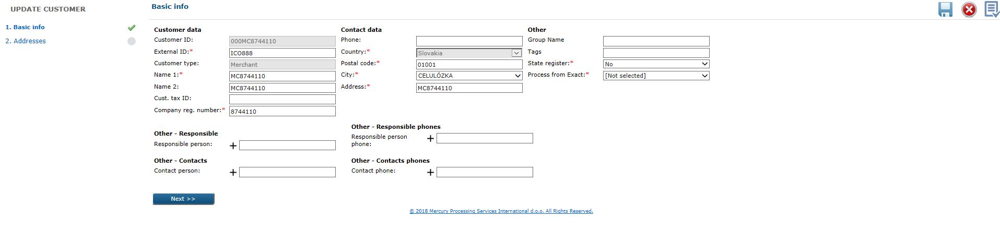 UPDATE CUSTOMER
1. Basic info
2. Addresses
Basic info
Customer data
Customer ID: 000MC8744110
External ID:* ICO888
Customer type: Merchant
Name 1:* MC8744110
Name 2: MC8744110
Cust. tax ID:
Company reg. number:* 8744110
Contact data
Phone:
Country:* Slovakia
Postal code:* 01001
City:* CELULÓZKA
Address:* MC8744110
Other
Group Name
Tags
State register:* No
Process from Exact:* [Not selected]
Other - Responsible
Responsible person:
Other - Responsible phones
Responsible person
phone:
Other - Contacts
Contact person:
Other - Contacts phones
Contact phone:
Next >>
© 2018 Mercury Processing Services International d.o.o. All Rights Reserved.